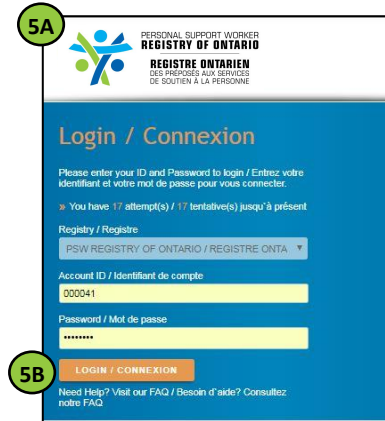 5A
PERSONAL SUPPORT WORKER
REGISTRY OF ONTARIO
REGISTRE ONTARIEN
DES PRÉPOSÉS AUX SERVICES
DE SOUTIEN À LA PERSONNE
Login / Connexion
Please enter your ID and Password to login / Entrez votre
identifiant et votre mot de passe pour vous connecter.
» You have 17 attempt(s) / 17 tentative(s) jusqu`à présent
Registry / Registre
PSW REGISTRY OF ONTARIO / REGISTRE ONTA ▼
Account ID / Identifiant de compte
000041
Password / Mot de passe
••••••••
5B
LOGIN / CONNEXION
Need Help? Visit our FAQ / Besoin d`aide? Consultez
notre FAQ